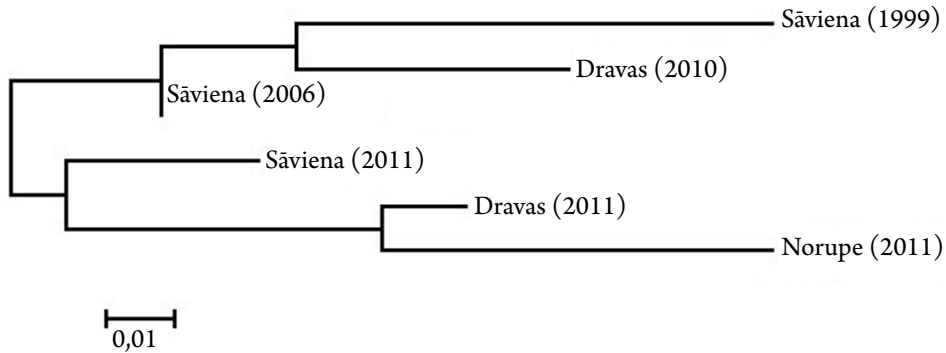 Sāviena (1999)
Dravas (2010)
Sāviena (2006)
Sāviena (2011)
Dravas (2011)
Norupe (2011)
0,01